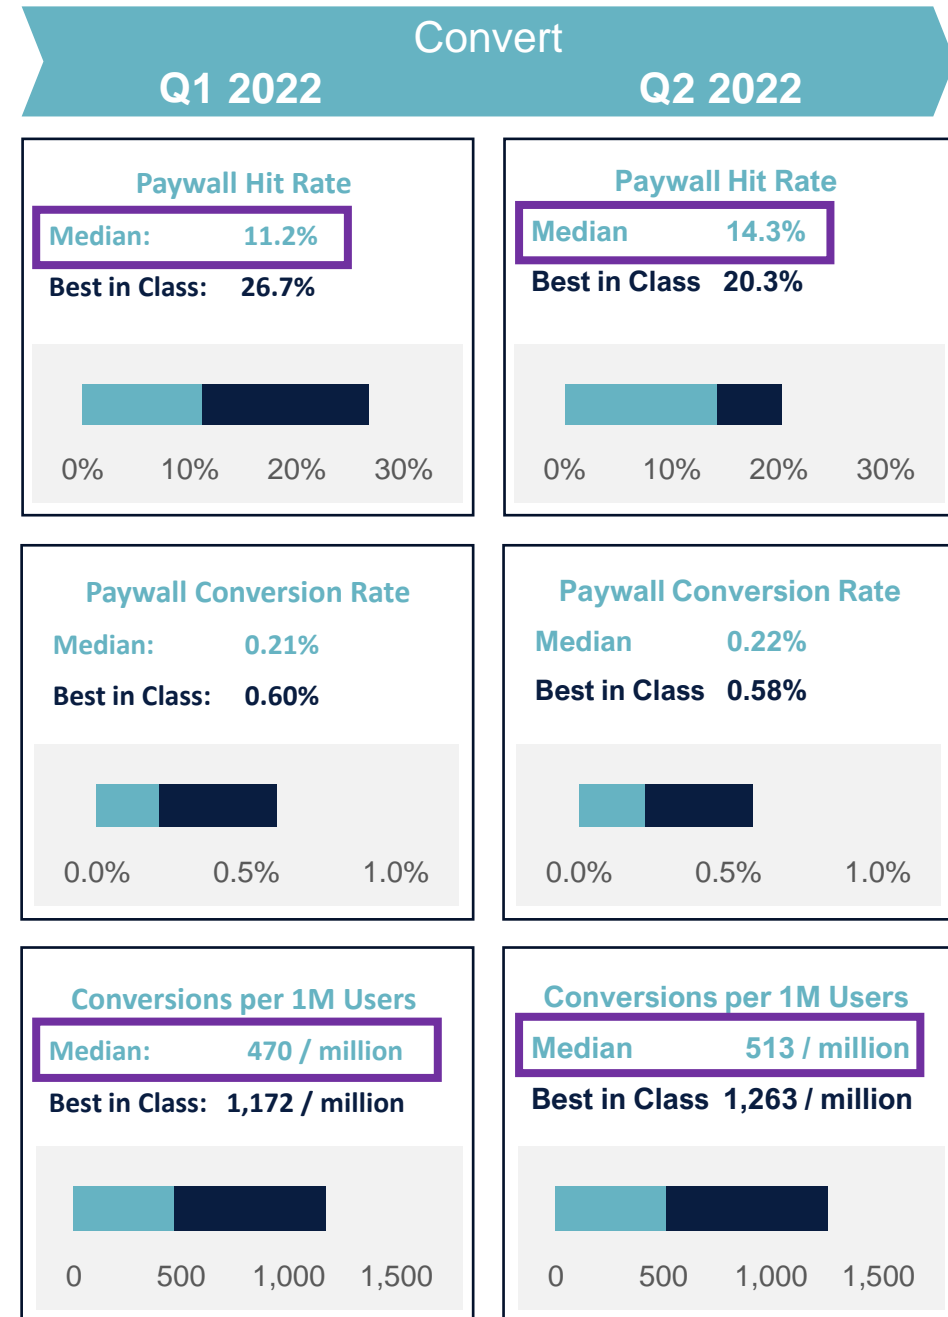 Convert
Q1 2022 Q2 2022
Paywall Hit Rate
Median: 11.2%
Best in Class: 26.7%
0% 10% 20% 30%
Paywall Hit Rate
Median 14.3%
Best in Class 20.3%
0% 10% 20% 30%
Paywall Conversion Rate
Median: 0.21%
Best in Class: 0.60%
0.0% 0.5% 1.0%
Paywall Conversion Rate
Median 0.22%
Best in Class 0.58%
0.0% 0.5% 1.0%
Conversions per 1M Users
Median: 470 / million
Best in Class: 1,172 / million
0 500 1,000 1,500
Conversions per 1M Users
Median 513 / million
Best in Class 1,263 / million
0 500 1,000 1,500